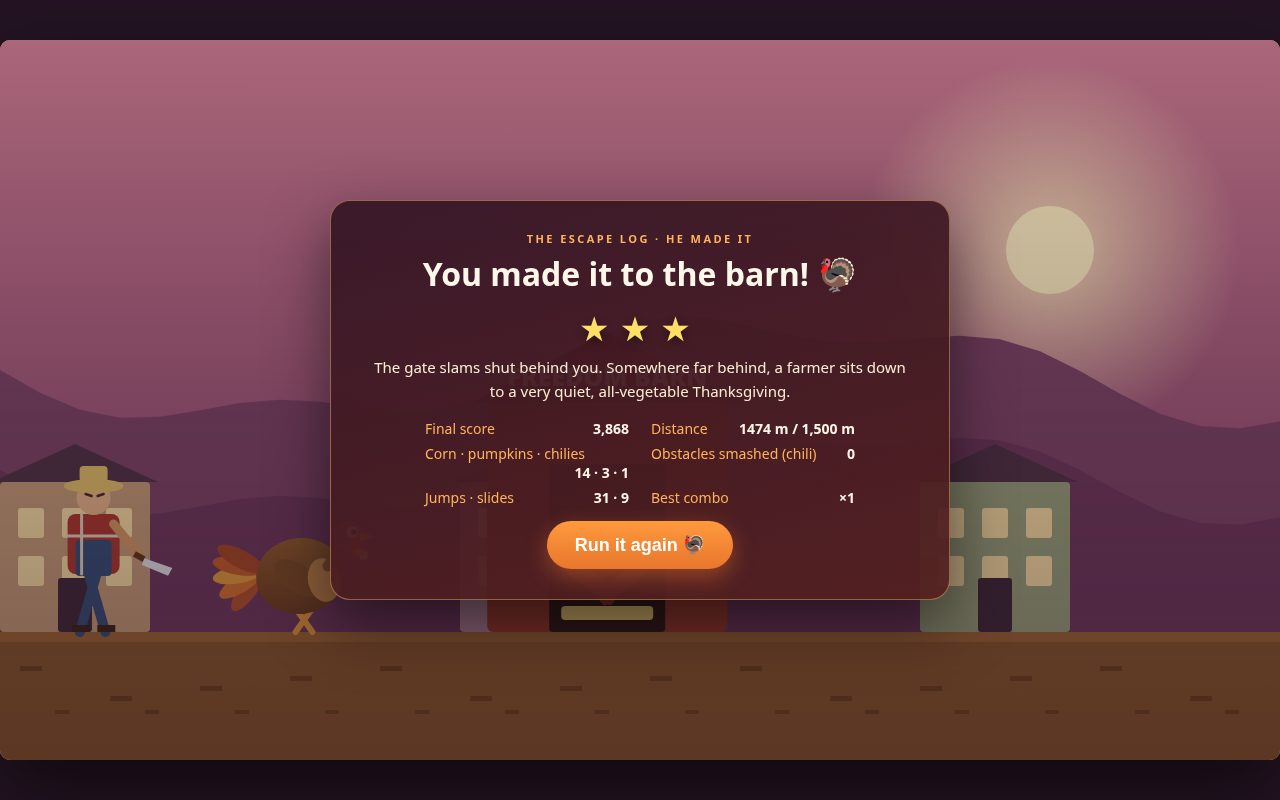 THE ESCAPE LOG · HE MADE IT
You made it to the barn! 🦃
★ ★ ★
The gate slams shut behind you. Somewhere far behind, a farmer sits down
to a very quiet, all-vegetable Thanksgiving.
FREEDOM BARN
Final score 3,868 Distance 1474 m / 1,500 m
Corn · pumpkins · chilies Obstacles smashed (chili) 0
14 · 3 · 1
Jumps · slides 31 · 9 Best combo ×1
Run it again 🦃